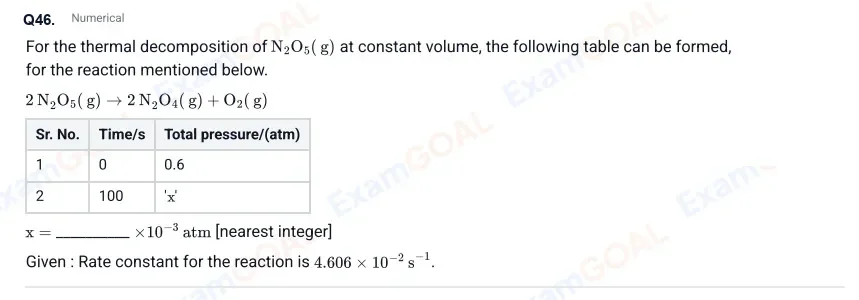 Q46. Numerical
For the thermal decomposition of N₂O₅( g) at constant volume, the following table can be formed,
for the reaction mentioned below.
2 N₂O₅( g) → 2 N₂O₄( g) + O₂( g)
Sr. No. Time/s Total pressure/(atm)
1 0 0.6
2 100 'x'
x = ________ ×10⁻³ atm [nearest integer]
Given : Rate constant for the reaction is 4.606 × 10⁻² s⁻¹.
ExamGOAL
ExamGOAL
ExamGOAL